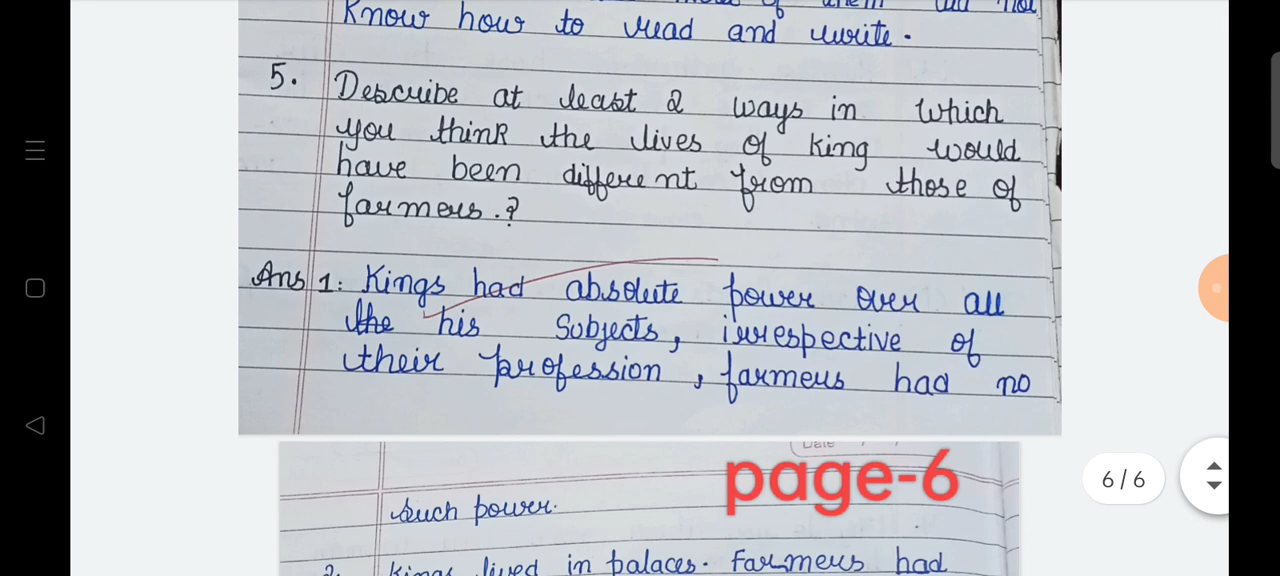 Know how to read and write.
5. Describe at least 2 ways in which
you think the lives of king would
have been different from those of
farmers.?
Ans 1: Kings had absolute power over all
the his subjects, irrespective of
their profession, farmers had no
Date
page-6
6/6
such power.
2. Kings lived in palaces. Farmers had